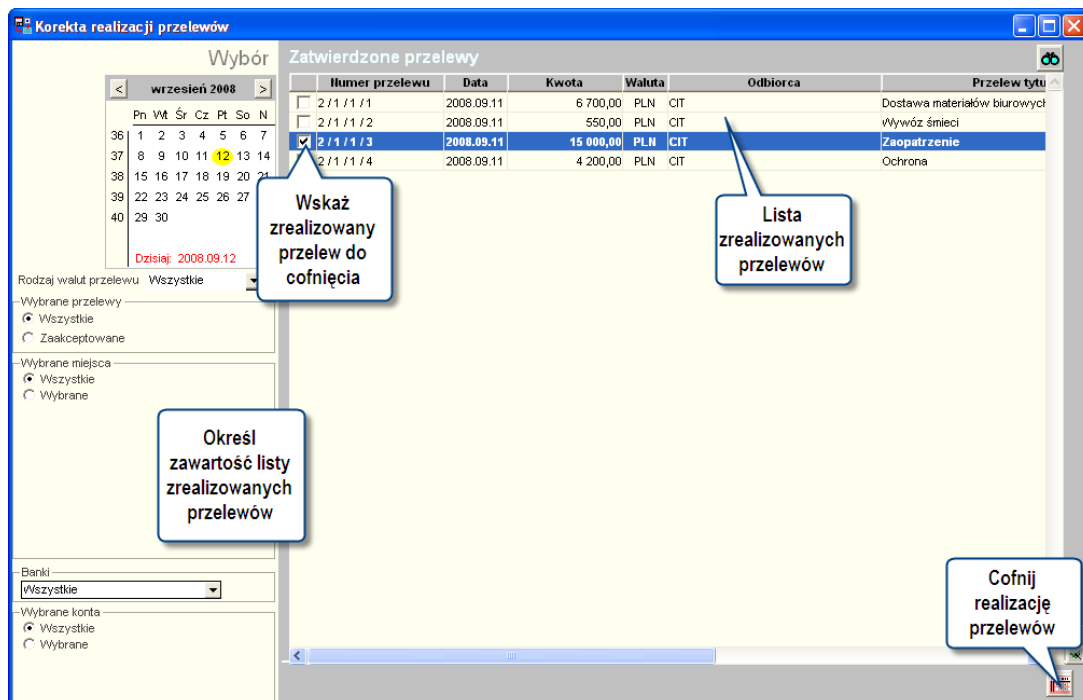 Korekta realizacji przelewów
Wybór
< wrzesień 2008 >
Pn Wt Śr Cz Pt So N
36 1 2 3 4 5 6 7
37 8 9 10 11 12 13 14
38 15 16 17 18 19 20 21
39 22 23 24 25 26 27
40 29 30
Dzisiaj: 2008.09.12
Rodzaj walut przelewu Wszystkie
Wybrane przelewy
Wszystkie
Zaakceptowane
Wybrane miejsca
Wszystkie
Wybrane
Określ
zawartość listy
zrealizowanych
przelewów
Banki
Wszystkie
Wybrane konta
Wszystkie
Wybrane
Zatwierdzone przelewy
Numer przelewu Data Kwota Waluta Odbiorca Przelew tytu
2 / 1 / 1 / 1 2008.09.11 6 700,00 PLN CIT Dostawa materiałów biurowych
2 / 1 / 1 / 2 2008.09.11 550,00 PLN CIT Wywóz śmieci
2 / 1 / 1 / 3 2008.09.11 15 000,00 PLN CIT Zaopatrzenie
2 / 1 / 1 / 4 2008.09.11 4 200,00 PLN CIT Ochrona
Wskaż
zrealizowany
przelew do
cofnięcia
Lista
zrealizowanych
przelewów
Cofnij
realizację
przelewów